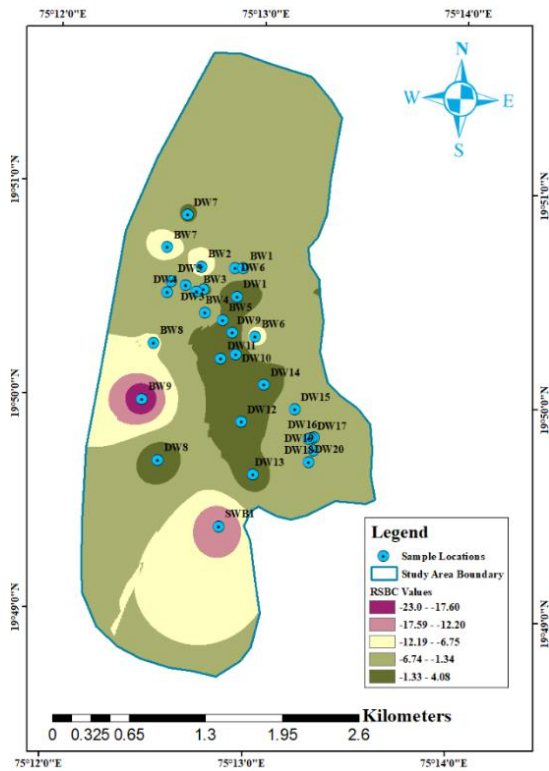 75°12'0"E 75°13'0"E 75°14'0"E
N
W E
S
19°51'0"N 19°51'0"N
DW7
BW7
BW2 BW1
DW6
BW3
DW1
BW4
BW5
DW9 BW6
BW8
DW11
DW10
19°50'0"N 19°50'0"N
BW9
DW14
DW15
DW12
DW16 DW17
DW18 DW20
DW8
DW13
SWB1
Legend
Sample Locations
Study Area Boundary
RSBC Values
-23.0 - -17.60
-17.59 - -12.20
-12.19 - -6.75
-6.74 - -1.34
-1.33 - 4.08
19°49'0"N 19°49'0"N
Kilometers
0 0.325 0.65 1.3 1.95 2.6
75°12'0"E 75°13'0"E 75°14'0"E